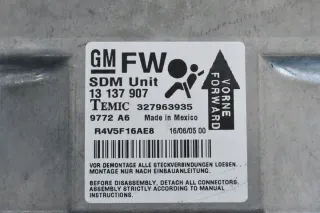 GM FW
SDM Unit
13 137 907
TEMIC 327963935
9772 A6 Made in Mexico
R4V5F16AE8 16/06/05 00
VORNE
FORWARD
VOR DEMONTAGE ALLE STECKVERBINDUNGEN LOESEN.
MONTAGE NUR NACH EINBAUANLEITUNG.
BEFORE DISASSEMBLY DETACH ALL CONNECTORS.
ASSEMBLY STRICTLY ACCORDING TO MANUAL
INSTRUCTIONS.